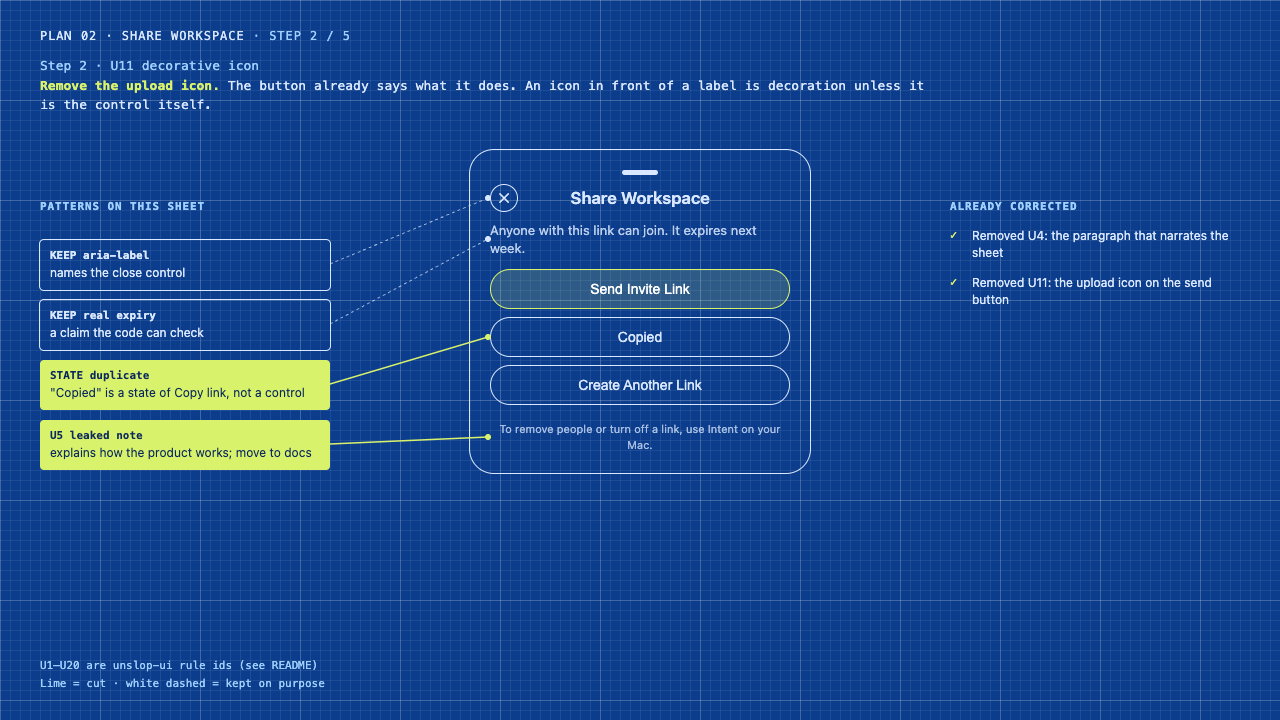 PLAN 02 · SHARE WORKSPACE · STEP 2 / 5
Step 2 · U11 decorative icon
Remove the upload icon. The button already says what it does. An icon in front of a label is decoration unless it
is the control itself.
PATTERNS ON THIS SHEET
KEEP aria-label
names the close control
KEEP real expiry
a claim the code can check
STATE duplicate
"Copied" is a state of Copy link, not a control
U5 leaked note
explains how the product works; move to docs
Share Workspace
Anyone with this link can join. It expires next
week.
Send Invite Link
Copied
Create Another Link
To remove people or turn off a link, use Intent on your
Mac.
ALREADY CORRECTED
✓ Removed U4: the paragraph that narrates the
sheet
✓ Removed U11: the upload icon on the send
button
U1–U20 are unslop-ui rule ids (see README)
Lime = cut · white dashed = kept on purpose